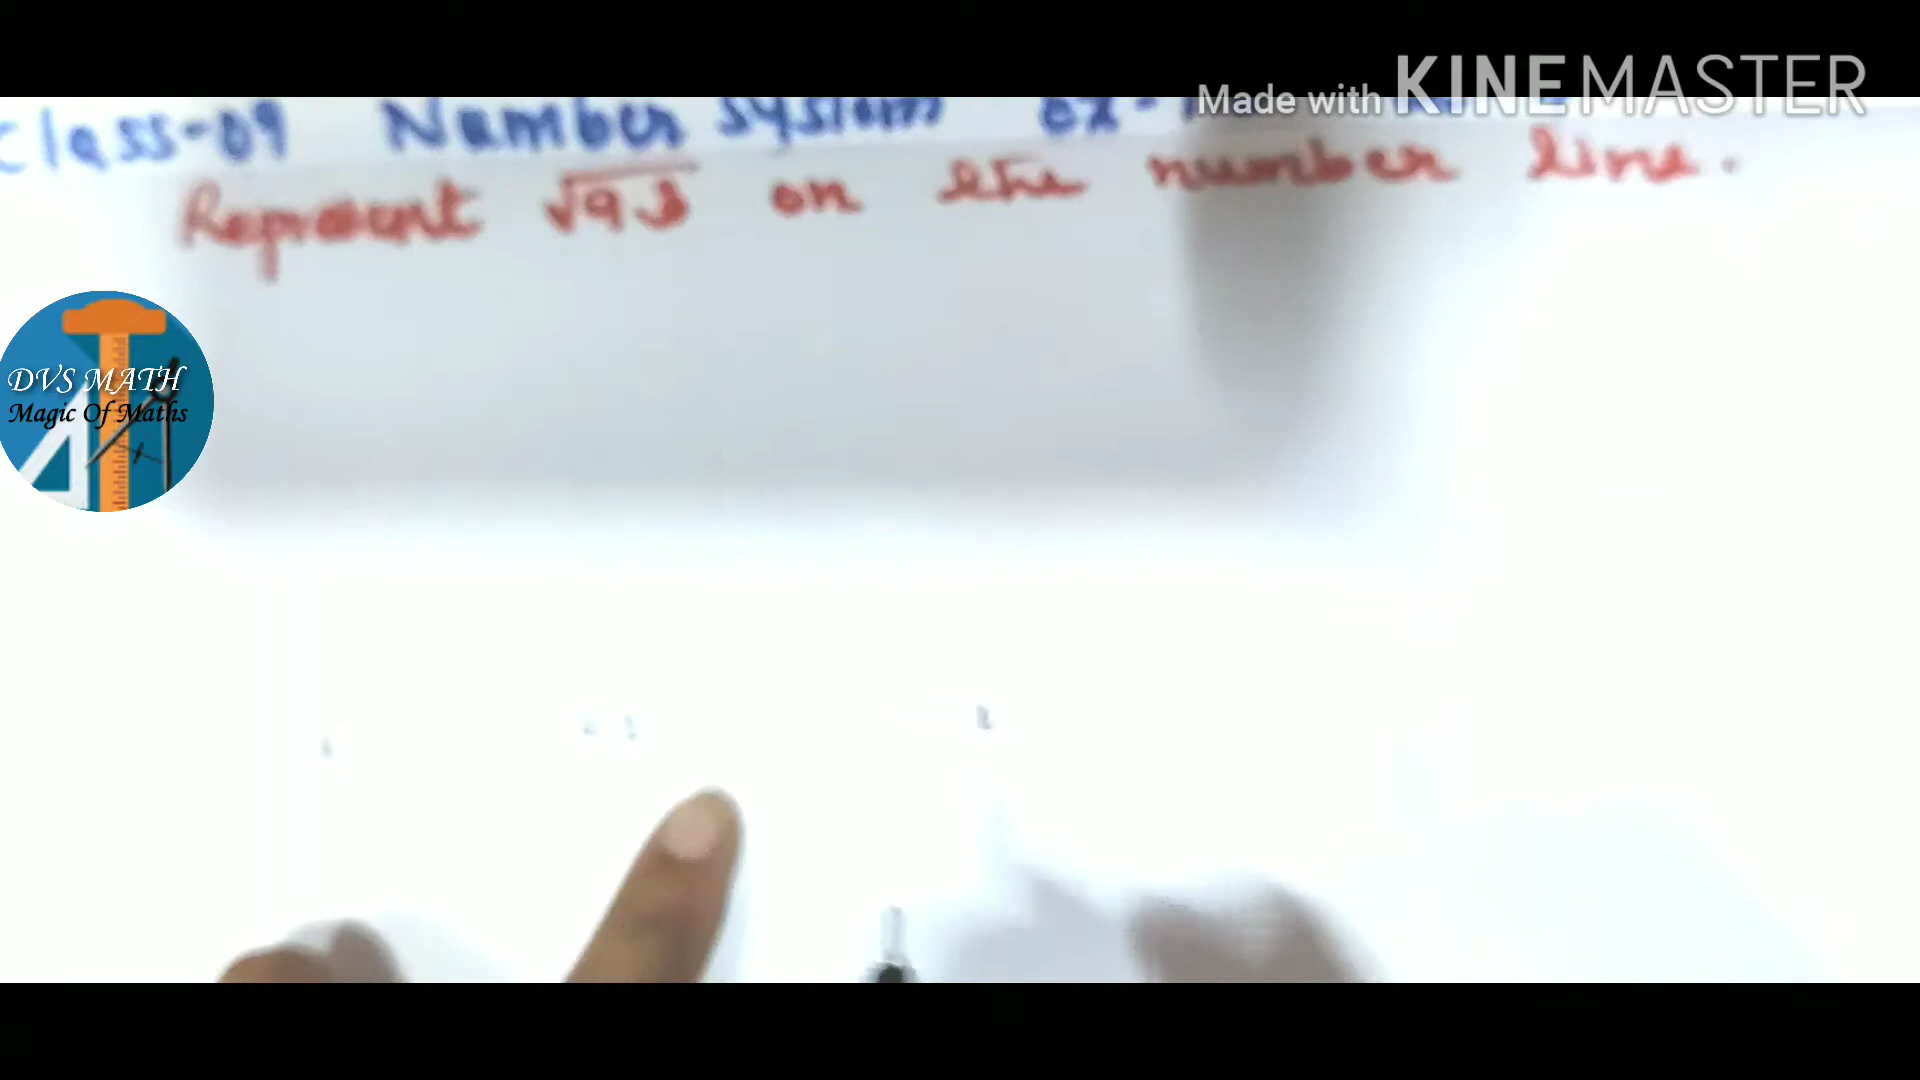 Made with KINEMASTER
Class-09 Number System ex-
Represent √9.3 on the number line.
DVS MATH
Magic Of Maths